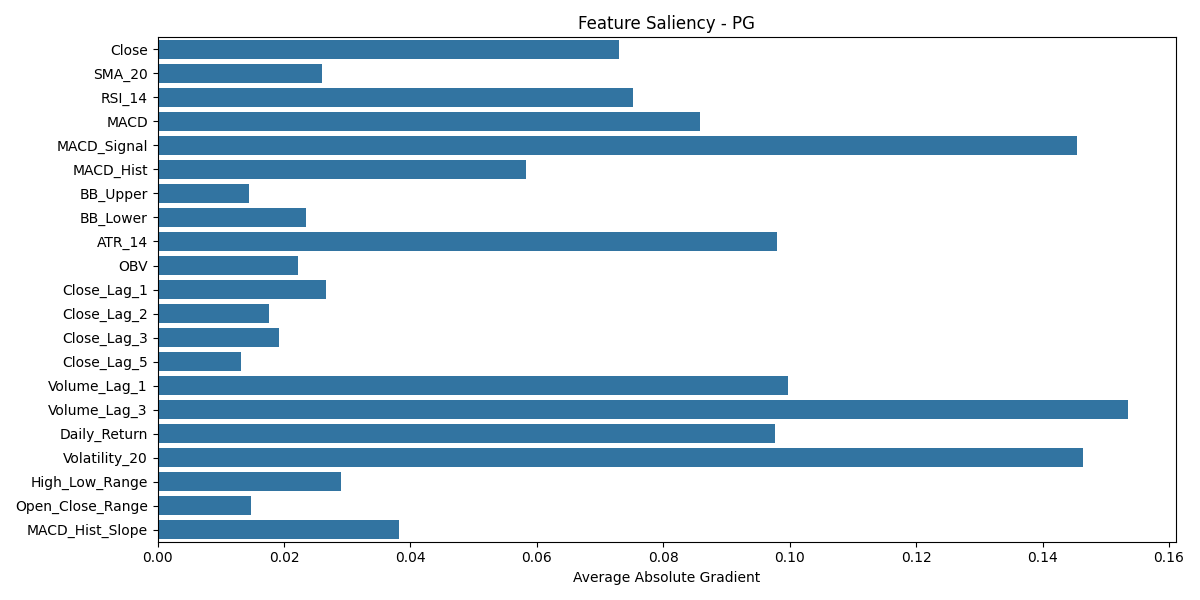 Feature Saliency - PG
Close
SMA_20
RSI_14
MACD
MACD_Signal
MACD_Hist
BB_Upper
BB_Lower
ATR_14
OBV
Close_Lag_1
Close_Lag_2
Close_Lag_3
Close_Lag_5
Volume_Lag_1
Volume_Lag_3
Daily_Return
Volatility_20
High_Low_Range
Open_Close_Range
MACD_Hist_Slope
0.00 0.02 0.04 0.06 0.08 0.10 0.12 0.14 0.16
Average Absolute Gradient